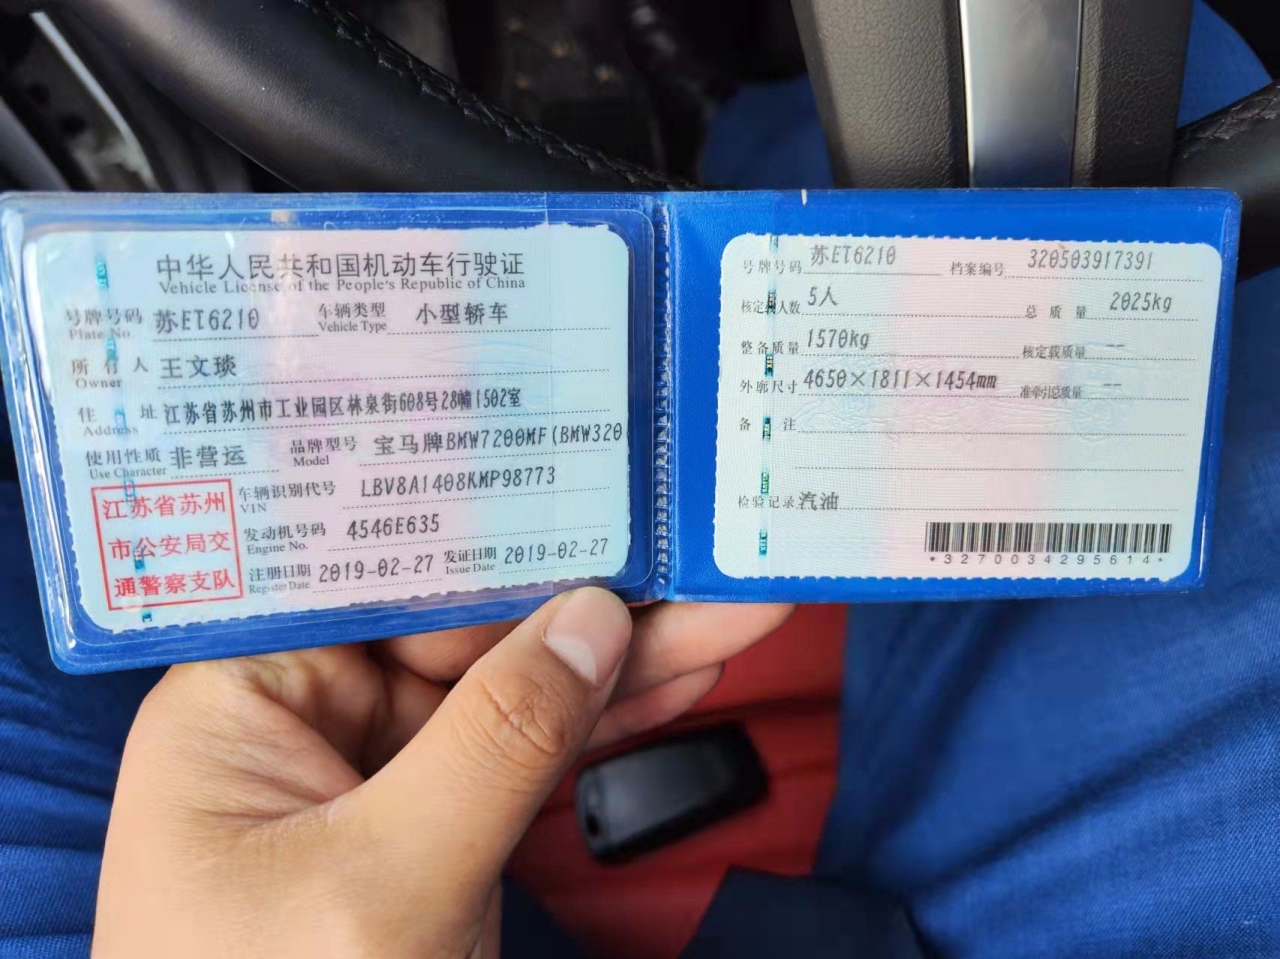 中华人民共和国机动车行驶证
Vehicle License of the People's Republic of China
号牌号码 苏ET6210 车辆类型 小型轿车
Plate No. Vehicle Type
所有人 王文琰
Owner
住址 江苏省苏州市工业园区林泉街608号28幢1502室
Address
使用性质 非营运 品牌型号 宝马牌BMW7200MF(BMW320
Use Character Model
车辆识别代号 LBV8A1408KMP98773
VIN
发动机号码 4546E635
Engine No.
注册日期 2019-02-27 发证日期 2019-02-27
Register Date Issue Date
江苏省苏州
市公安局交
通警察支队
号牌号码 苏ET6210 档案编号 320503917391
核定载人数 5人 总质量 2025kg
整备质量 1570kg 核定载质量 --
外廓尺寸 4650×1811×1454mm 准牵引总质量 --
备注
检验记录 汽油
*3270034295614*